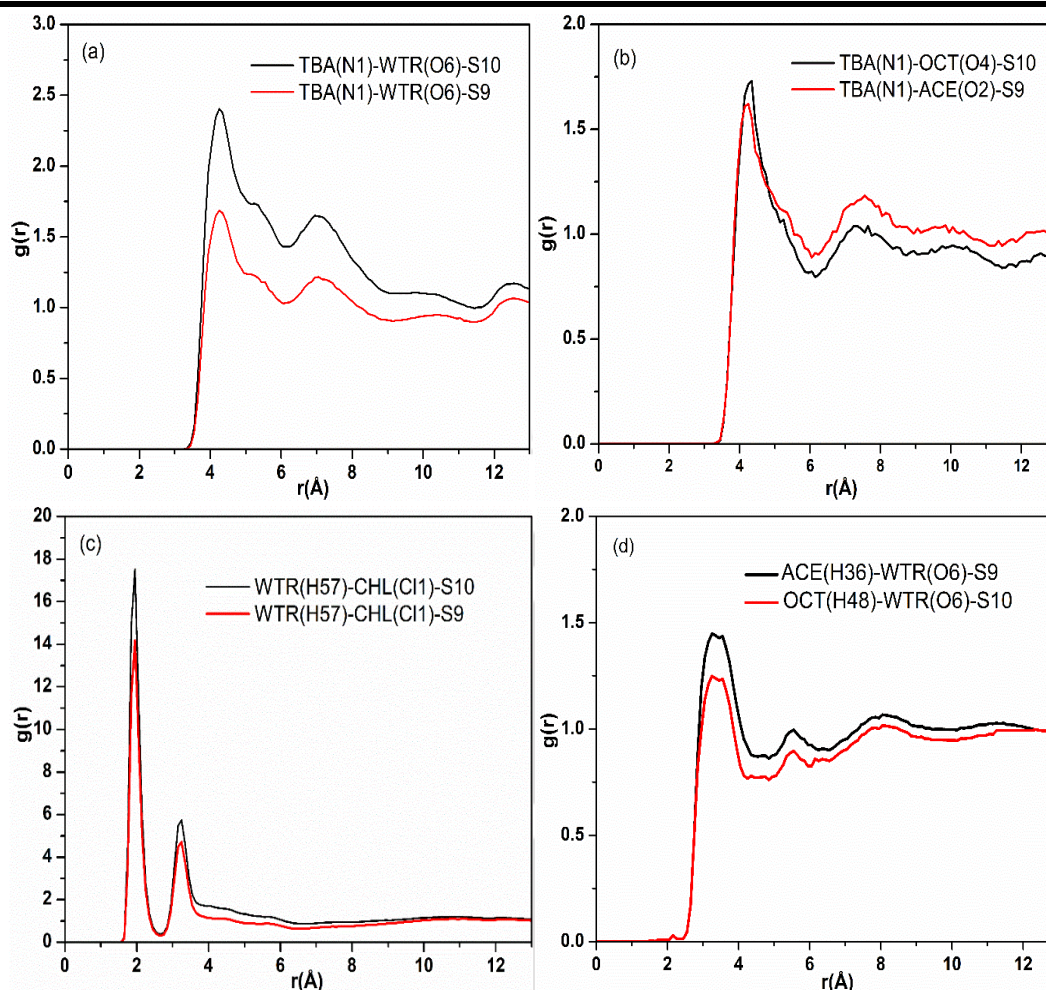 (a)
TBA(N1)-WTR(O6)-S10
TBA(N1)-WTR(O6)-S9
3.0
2.5
2.0
1.5
1.0
0.5
0.0
g(r)
0 2 4 6 8 10 12
r(Å)
(b)
TBA(N1)-OCT(O4)-S10
TBA(N1)-ACE(O2)-S9
2.0
1.5
1.0
0.5
0.0
g(r)
0 2 4 6 8 10 12
r(Å)
(c)
WTR(H57)-CHL(Cl1)-S10
WTR(H57)-CHL(Cl1)-S9
20
18
16
14
12
10
8
6
4
2
0
g(r)
0 2 4 6 8 10 12
r(Å)
(d)
ACE(H36)-WTR(O6)-S9
OCT(H48)-WTR(O6)-S10
2.0
1.5
1.0
0.5
0.0
g(r)
0 2 4 6 8 10 12
r(Å)